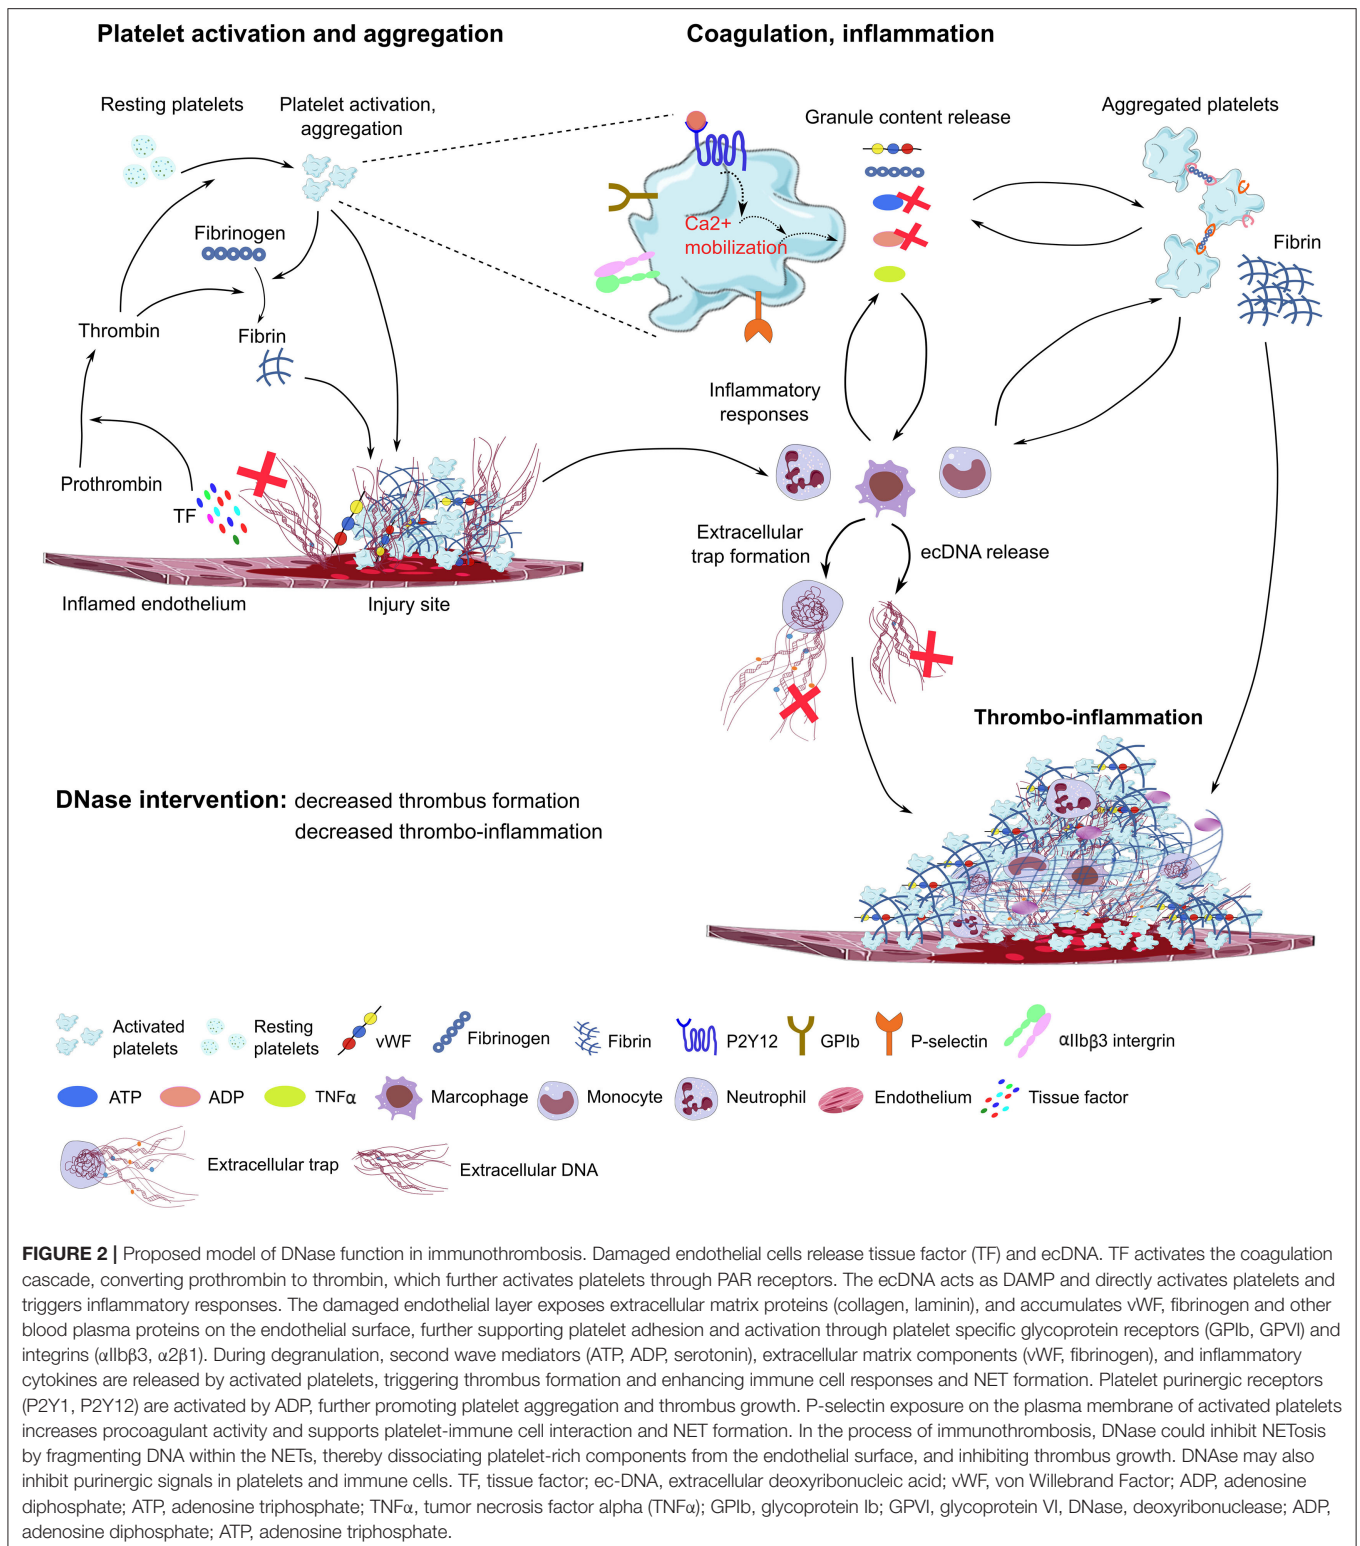 Platelet activation and aggregation
Coagulation, inflammation
Resting platelets
Platelet activation,
aggregation
Granule content release
Aggregated platelets
Fibrinogen
Ca2+
mobilization
Fibrin
Thrombin
Fibrin
Inflammatory
responses
Prothrombin
TF
Extracellular
trap formation
ecDNA release
Inflamed endothelium
Injury site
Thrombo-inflammation
DNase intervention: decreased thrombus formation
decreased thrombo-inflammation
Activated
platelets
Resting
platelets
vWF
Fibrinogen
Fibrin
P2Y12
GPIb
P-selectin
αIIbβ3 intergrin
ATP
ADP
TNFα
Marcophage
Monocyte
Neutrophil
Endothelium
Tissue factor
Extracellular trap
Extracellular DNA
FIGURE 2 | Proposed model of DNase function in immunothrombosis. Damaged endothelial cells release tissue factor (TF) and ecDNA. TF activates the coagulation
cascade, converting prothrombin to thrombin, which further activates platelets through PAR receptors. The ecDNA acts as DAMP and directly activates platelets and
triggers inflammatory responses. The damaged endothelial layer exposes extracellular matrix proteins (collagen, laminin), and accumulates vWF, fibrinogen and other
blood plasma proteins on the endothelial surface, further supporting platelet adhesion and activation through platelet specific glycoprotein receptors (GPIb, GPVI) and
integrins (αIIbβ3, α2β1). During degranulation, second wave mediators (ATP, ADP, serotonin), extracellular matrix components (vWF, fibrinogen), and inflammatory
cytokines are released by activated platelets, triggering thrombus formation and enhancing immune cell responses and NET formation. Platelet purinergic receptors
(P2Y1, P2Y12) are activated by ADP, further promoting platelet aggregation and thrombus growth. P-selectin exposure on the plasma membrane of activated platelets
increases procoagulant activity and supports platelet-immune cell interaction and NET formation. In the process of immunothrombosis, DNase could inhibit NETosis
by fragmenting DNA within the NETs, thereby dissociating platelet-rich components from the endothelial surface, and inhibiting thrombus growth. DNAse may also
inhibit purinergic signals in platelets and immune cells. TF, tissue factor; ec-DNA, extracellular deoxyribonucleic acid; vWF, von Willebrand Factor; ADP, adenosine
diphosphate; ATP, adenosine triphosphate; TNFα, tumor necrosis factor alpha (TNFα); GPIb, glycoprotein Ib; GPVI, glycoprotein VI, DNase, deoxyribonuclease; ADP,
adenosine diphosphate; ATP, adenosine triphosphate.